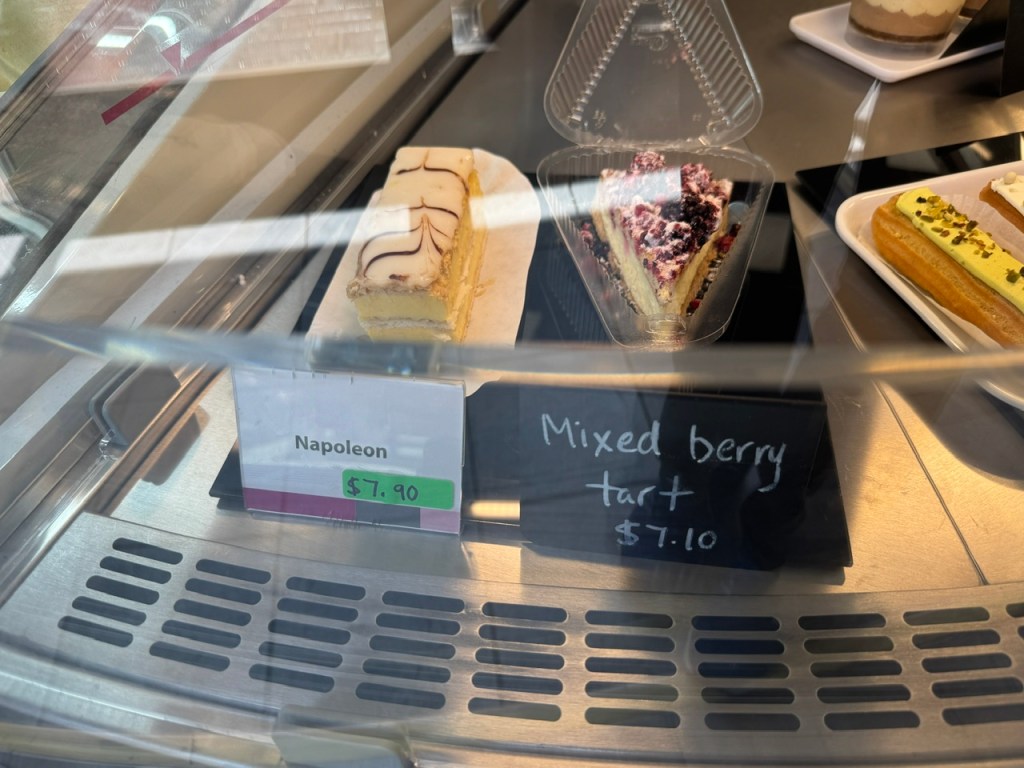 Napoleon
$7.90
Mixed berry
tart
$7.10